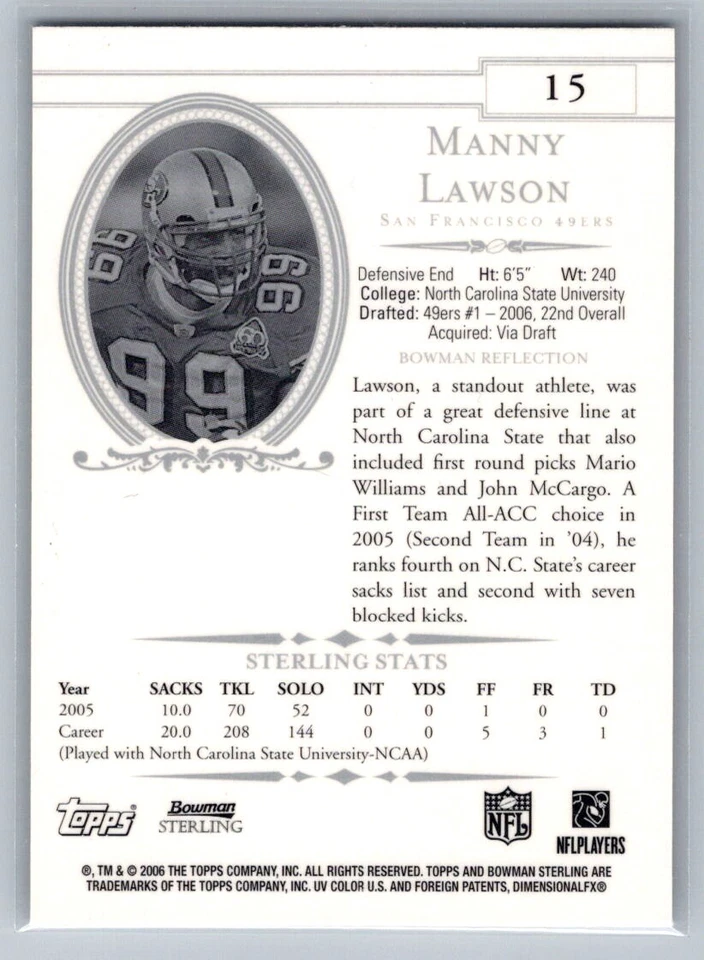 15
MANNY
LAWSON
SAN FRANCISCO 49ERS
Defensive End Ht: 6'5" Wt: 240
College: North Carolina State University
Drafted: 49ers #1 – 2006, 22nd Overall
Acquired: Via Draft
BOWMAN REFLECTION
Lawson, a standout athlete, was
part of a great defensive line at
North Carolina State that also
included first round picks Mario
Williams and John McCargo. A
First Team All-ACC choice in
2005 (Second Team in '04), he
ranks fourth on N.C. State's career
sacks list and second with seven
blocked kicks.
99
99
99
STERLING STATS
Year SACKS TKL SOLO INT YDS FF FR TD
2005 10.0 70 52 0 0 1 0 0
Career 20.0 208 144 0 0 5 3 1
(Played with North Carolina State University-NCAA)
Topps® Bowman STERLING NFL NFLPLAYERS
®, TM & © 2006 THE TOPPS COMPANY, INC. ALL RIGHTS RESERVED. TOPPS AND BOWMAN STERLING ARE
TRADEMARKS OF THE TOPPS COMPANY, INC. UV COLOR U.S. AND FOREIGN PATENTS, DIMENSIONALFX®